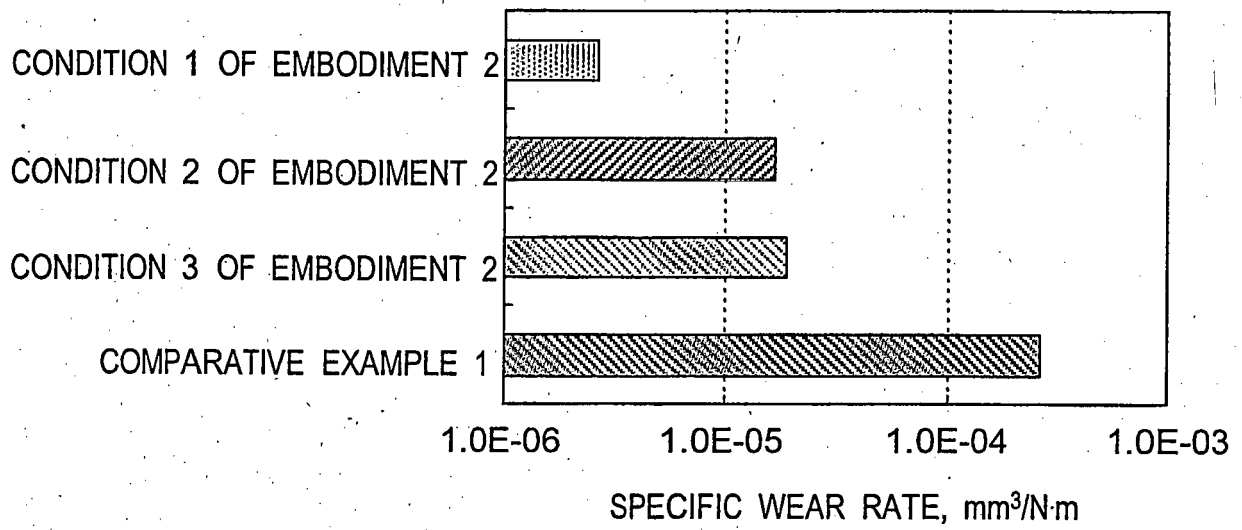 CONDITION 1 OF EMBODIMENT 2
CONDITION 2 OF EMBODIMENT 2
CONDITION 3 OF EMBODIMENT 2
COMPARATIVE EXAMPLE 1
1.0E-06 1.0E-05 1.0E-04 1.0E-03
SPECIFIC WEAR RATE, mm³/N·m